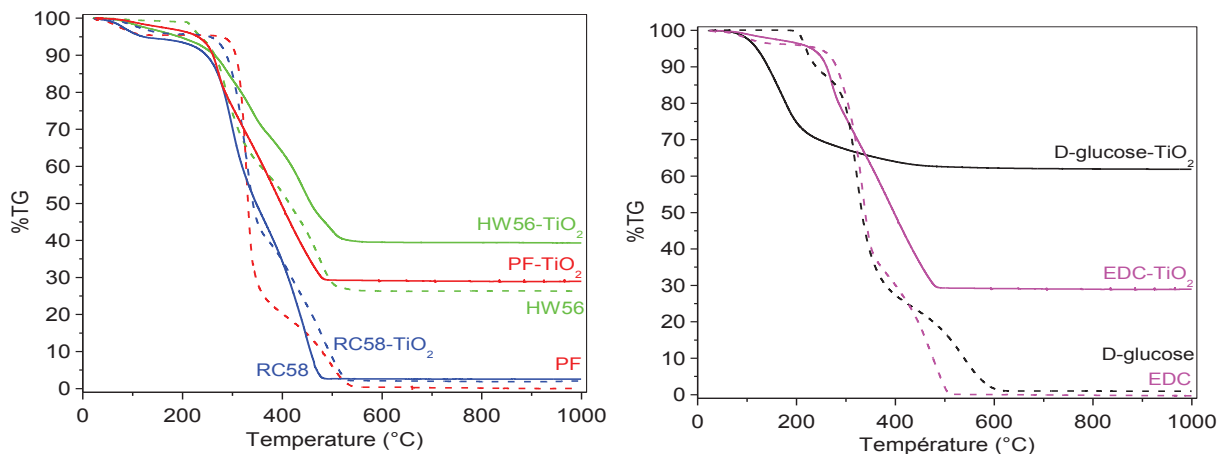 100
90
80
70
60
50
40
30
20
10
0
%TG
HW56-TiO2
PF-TiO2
HW56
RC58-TiO2
RC58
PF
0
200
400
600
800
1000
Temperature (°C)
100
90
80
70
60
50
40
30
20
10
0
%TG
D-glucose-TiO2
EDC-TiO2
D-glucose
EDC
0
200
400
600
800
1000
Température (°C)